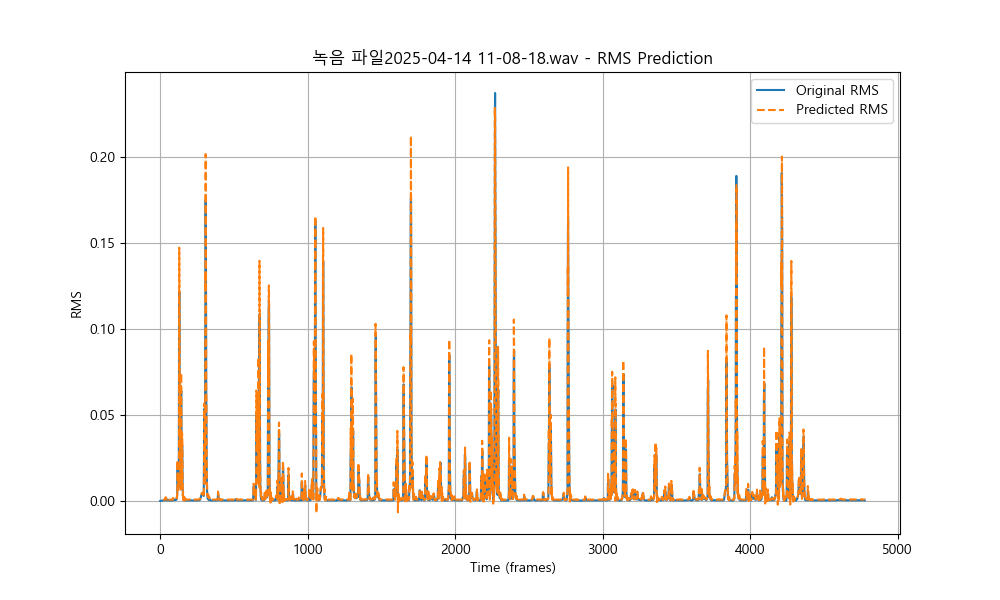 녹음 파일2025-04-14 11-08-18.wav - RMS Prediction
Original RMS
Predicted RMS
0.20
0.15
0.10
0.05
0.00
RMS
0 1000 2000 3000 4000 5000
Time (frames)